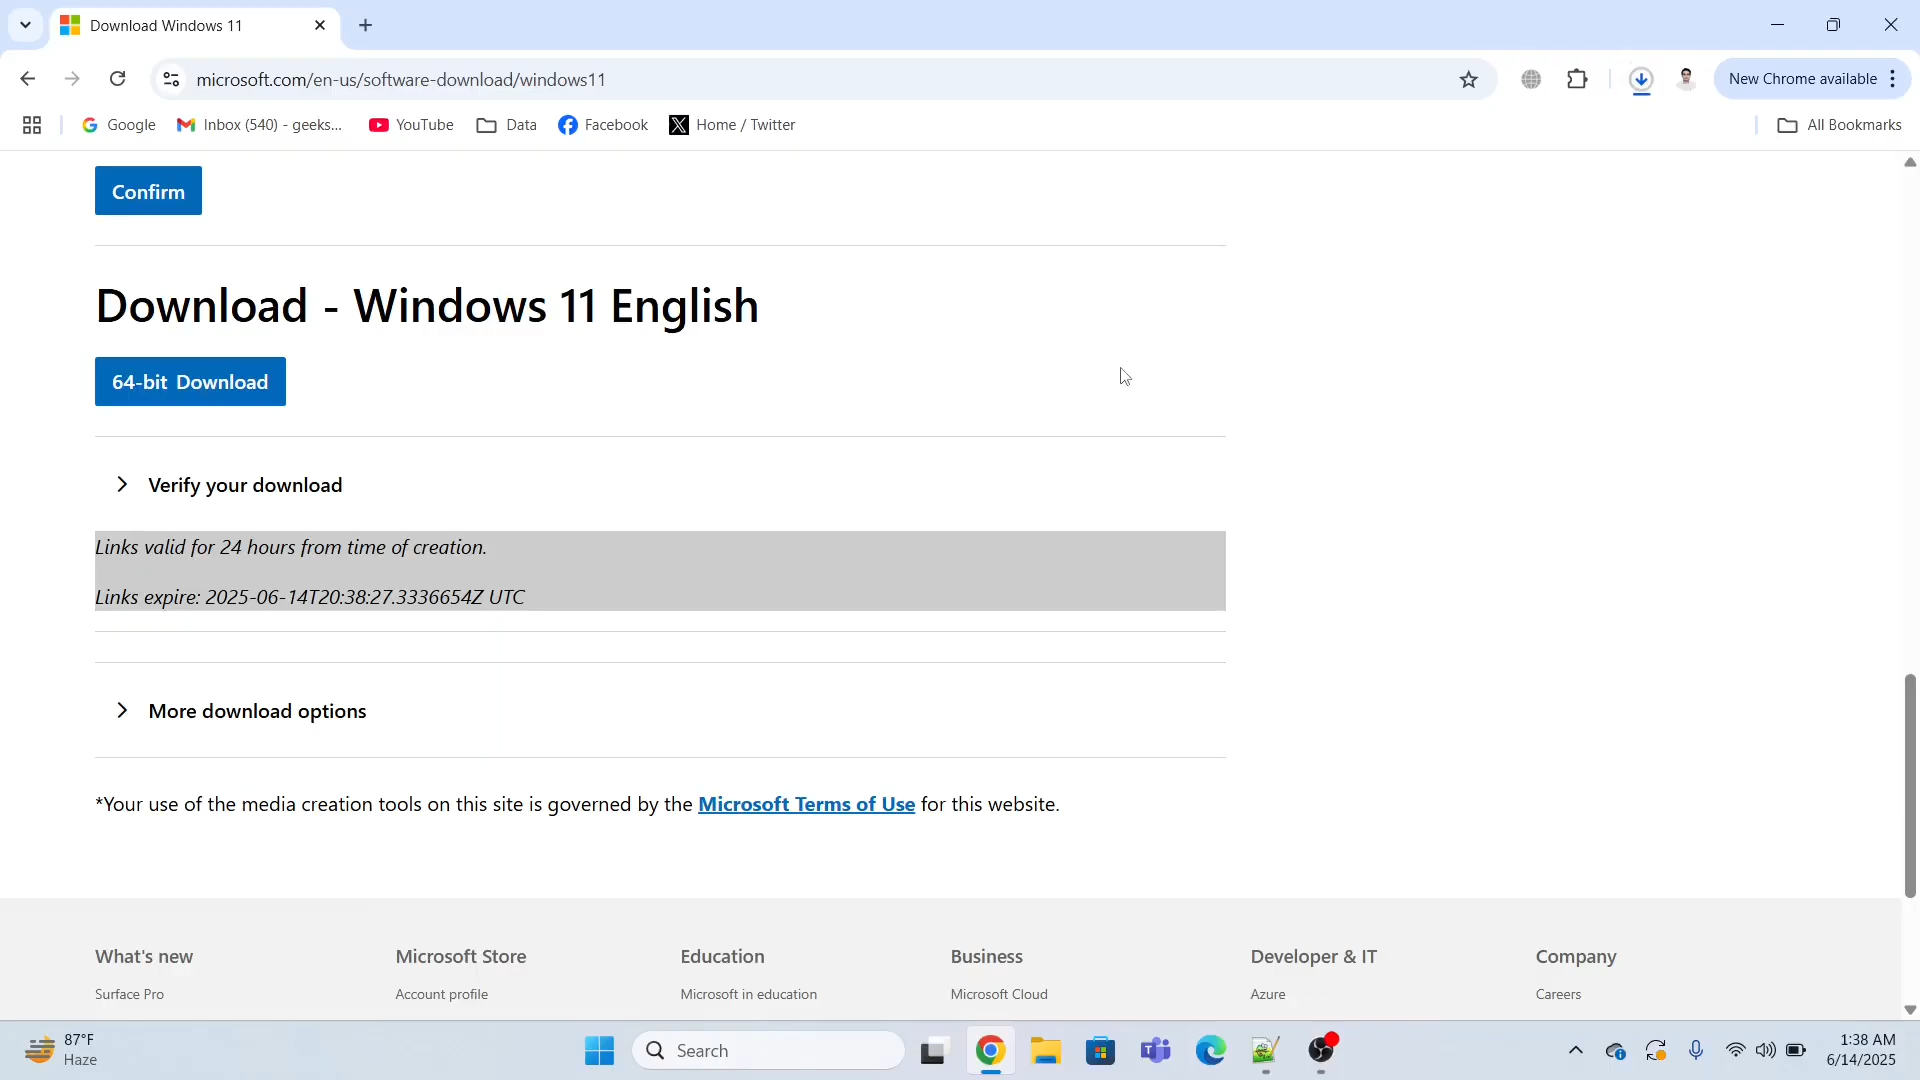 Download Windows 11
microsoft.com/en-us/software-download/windows11
New Chrome available
Google
Inbox (540) - geeks...
YouTube
Data
Facebook
Home / Twitter
All Bookmarks
Confirm
Download - Windows 11 English
64-bit Download
Verify your download
Links valid for 24 hours from time of creation.
Links expire: 2025-06-14T20:38:27.3336654Z UTC
More download options
*Your use of the media creation tools on this site is governed by the Microsoft Terms of Use for this website.
What's new
Microsoft Store
Education
Business
Developer & IT
Company
Surface Pro
Account profile
Microsoft in education
Microsoft Cloud
Azure
Careers
87°F
Haze
Search
1:38 AM
6/14/2025